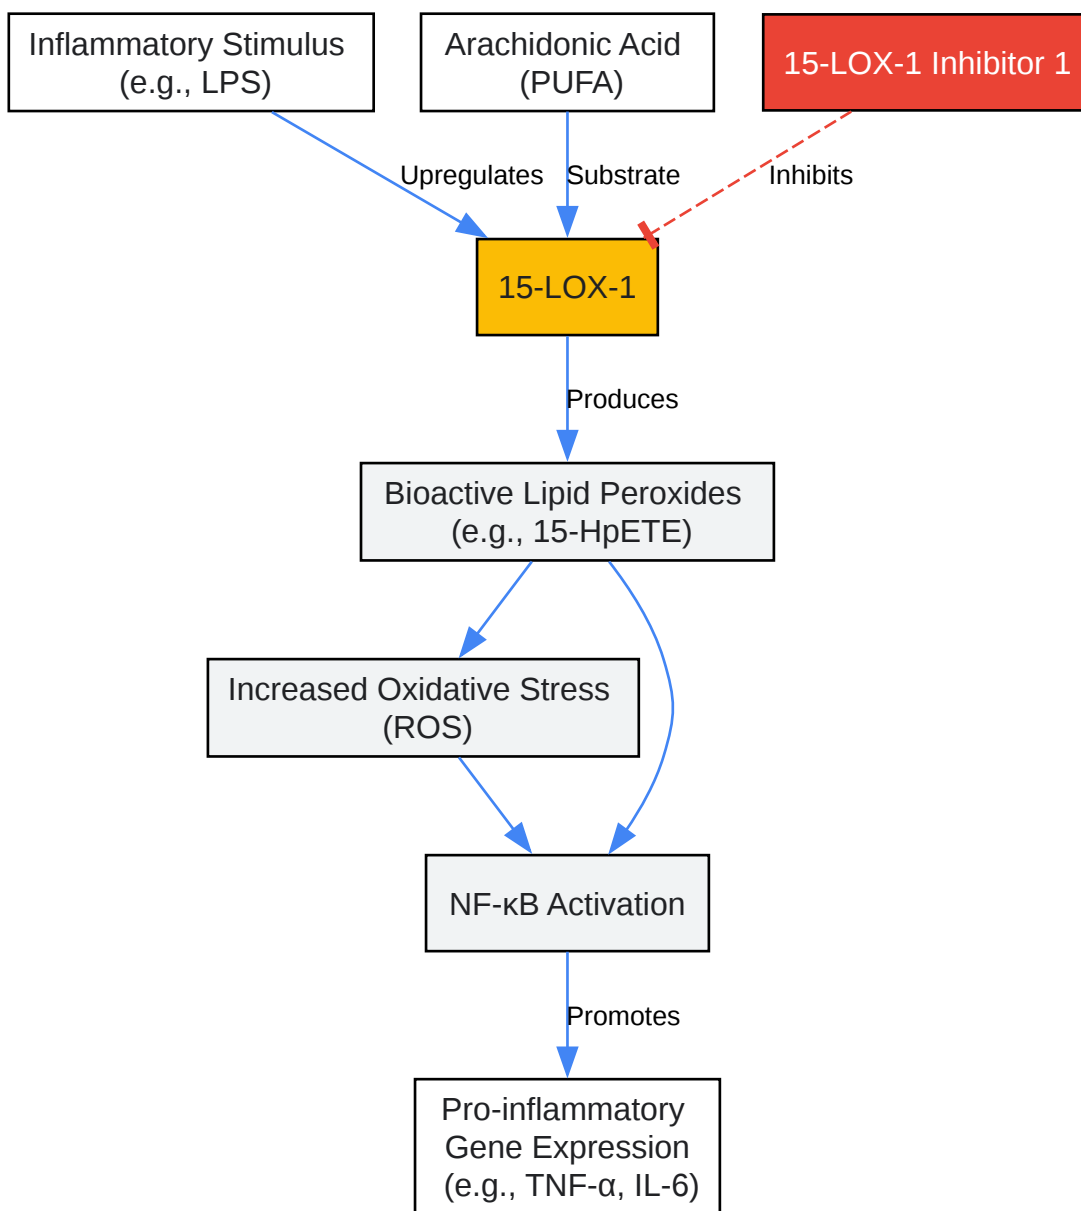 Inflammatory Stimulus
(e.g., LPS)
Arachidonic Acid
(PUFA)
15-LOX-1 Inhibitor 1
Upregulates
Substrate
Inhibits
15-LOX-1
Produces
Bioactive Lipid Peroxides
(e.g., 15-HpETE)
Increased Oxidative Stress
(ROS)
NF-κB Activation
Promotes
Pro-inflammatory
Gene Expression
(e.g., TNF-α, IL-6)